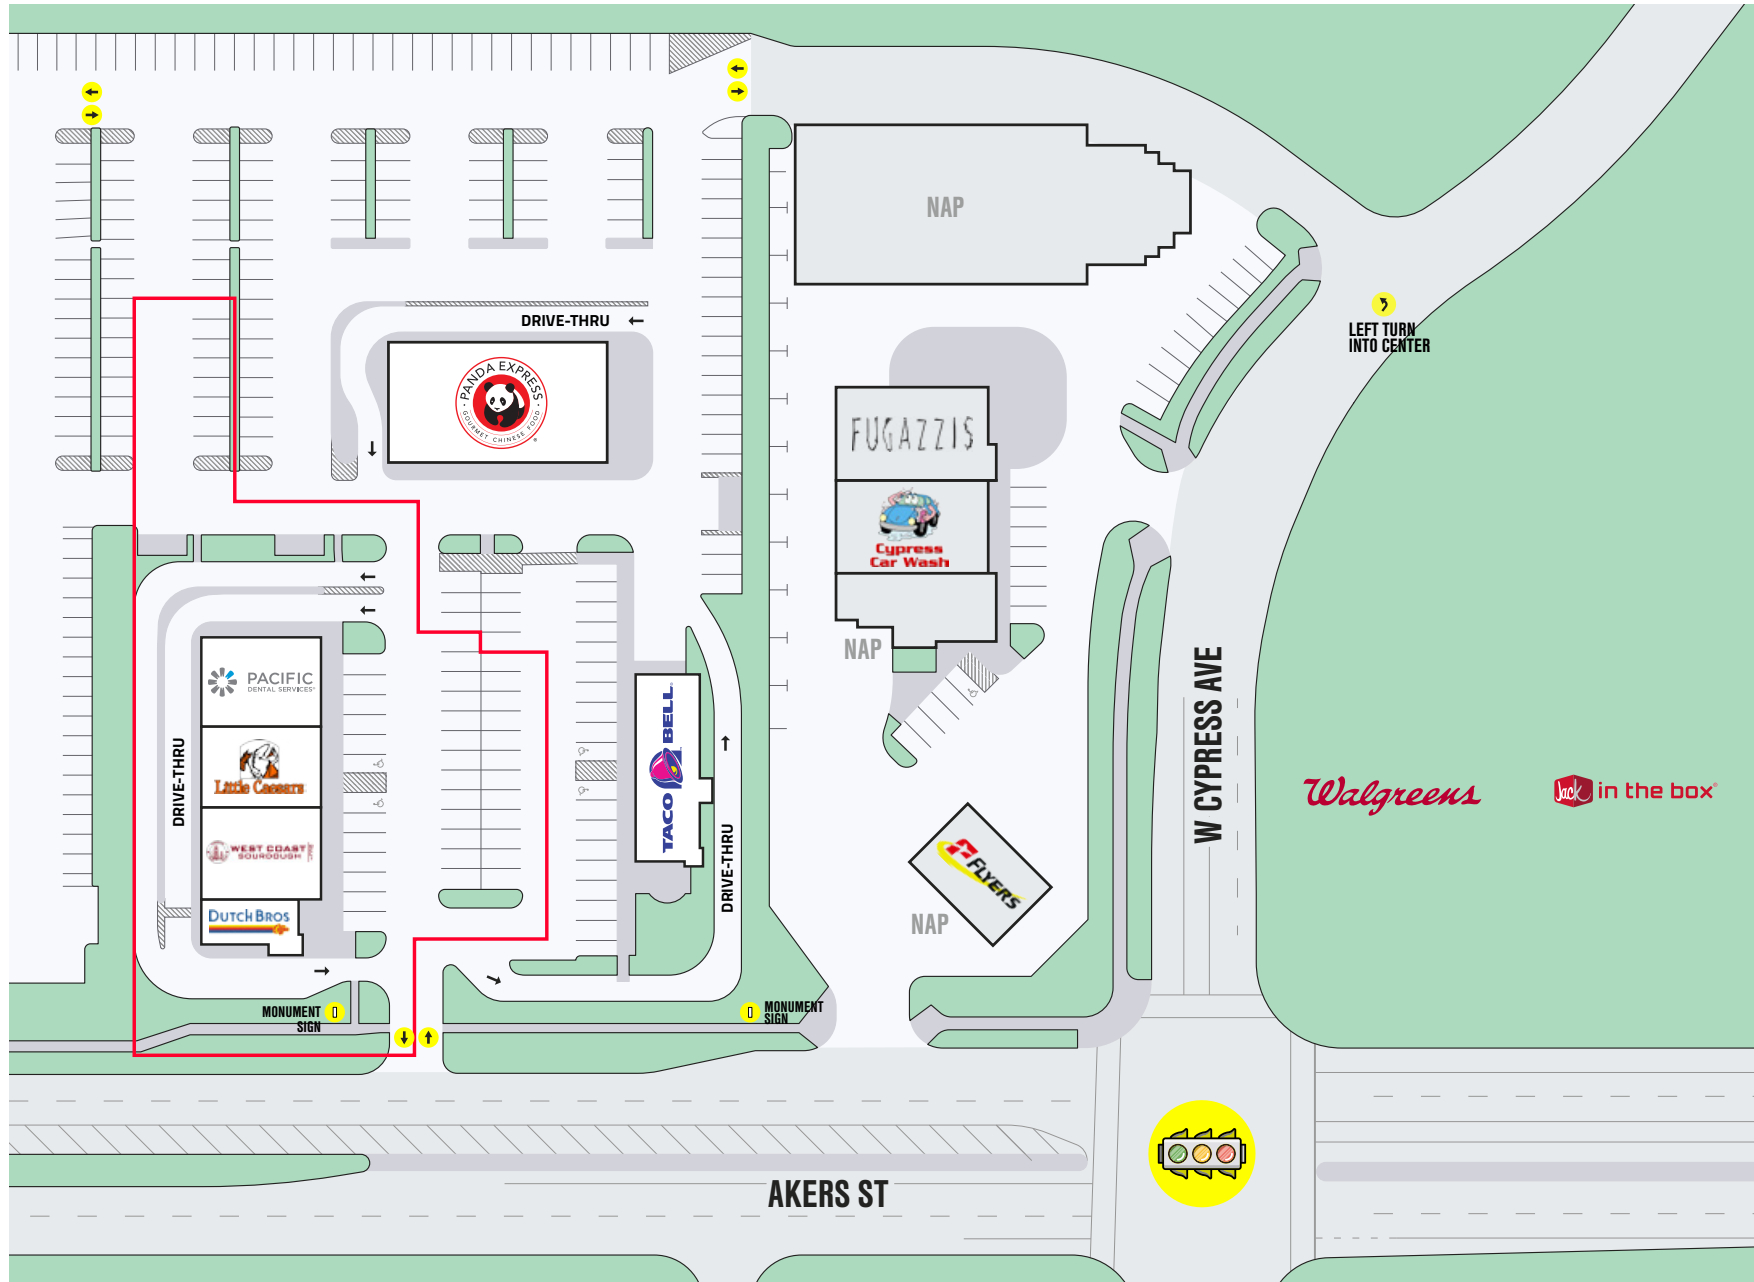 NAP
DRIVE-THRU
PANDA EXPRESS
GOURMET CHINESE FOOD
®
LEFT TURN
INTO CENTER
FUGAZZIS
Cypress
Car Wash
NAP
PACIFIC
DENTAL SERVICES®
Little Caesars
WEST COAST
SOURDOUGH
DUTCH BROS
DRIVE-THRU
TACO BELL
DRIVE-THRU
W CYPRESS AVE
Walgreens
Jack in the box®
FLYERS
NAP
MONUMENT
SIGN
MONUMENT
SIGN
AKERS ST